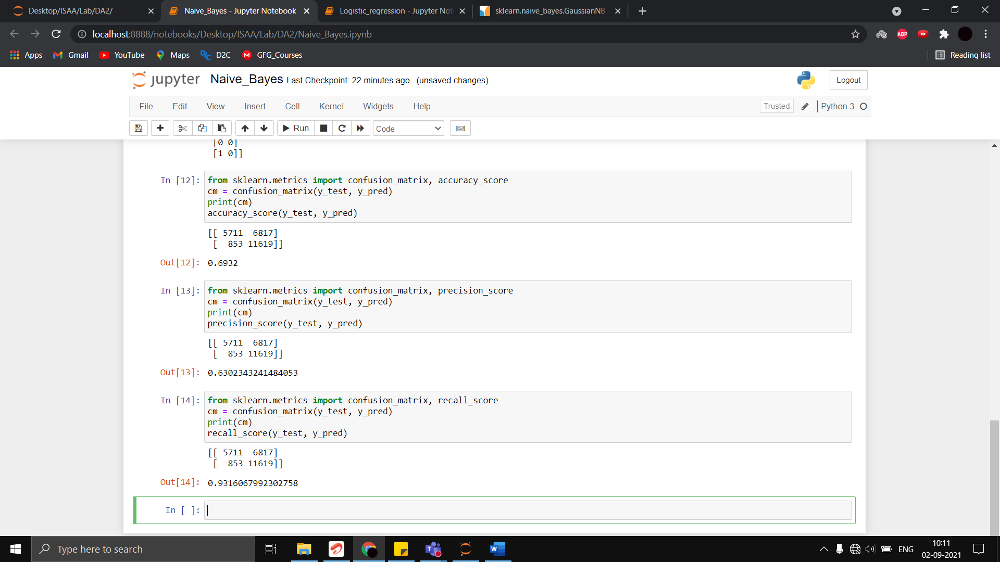 Desktop/ISAA/Lab/DA2/
Naive_Bayes - Jupyter Notebook
Logistic_regression - Jupyter Not
sklearn.naive_bayes.GaussianNB
localhost:8888/notebooks/Desktop/ISAA/Lab/DA2/Naive_Bayes.ipynb
ABP
Apps
Gmail
YouTube
Maps
D2C
GFG_Courses
Reading list
jupyter
Naive_Bayes Last Checkpoint: 22 minutes ago (unsaved changes)
Logout
File Edit View Insert Cell Kernel Widgets Help
Trusted
Python 3
Run
Code
[0 0]
[1 0]]
In [12]: from sklearn.metrics import confusion_matrix, accuracy_score
cm = confusion_matrix(y_test, y_pred)
print(cm)
accuracy_score(y_test, y_pred)
[[ 5711  6817]
[  853 11619]]
Out[12]: 0.6932
In [13]: from sklearn.metrics import confusion_matrix, precision_score
cm = confusion_matrix(y_test, y_pred)
print(cm)
precision_score(y_test, y_pred)
[[ 5711  6817]
[  853 11619]]
Out[13]: 0.6302343241484053
In [14]: from sklearn.metrics import confusion_matrix, recall_score
cm = confusion_matrix(y_test, y_pred)
print(cm)
recall_score(y_test, y_pred)
[[ 5711  6817]
[  853 11619]]
Out[14]: 0.9316067992302758
In [ ]:
Type here to search
ENG
10:11
02-09-2021